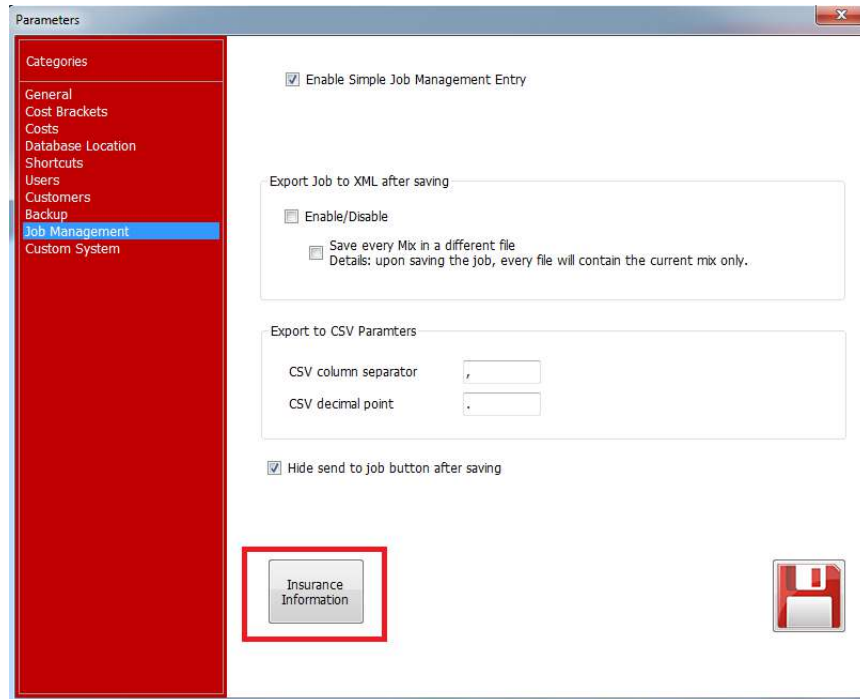 Parameters
Categories
General
Cost Brackets
Costs
Database Location
Shortcuts
Users
Customers
Backup
Job Management
Custom System
Enable Simple Job Management Entry
Export Job to XML after saving
Enable/Disable
Save every Mix in a different file
Details: upon saving the job, every file will contain the current mix only.
Export to CSV Paramters
CSV column separator ,
CSV decimal point .
Hide send to job button after saving
Insurance
Information